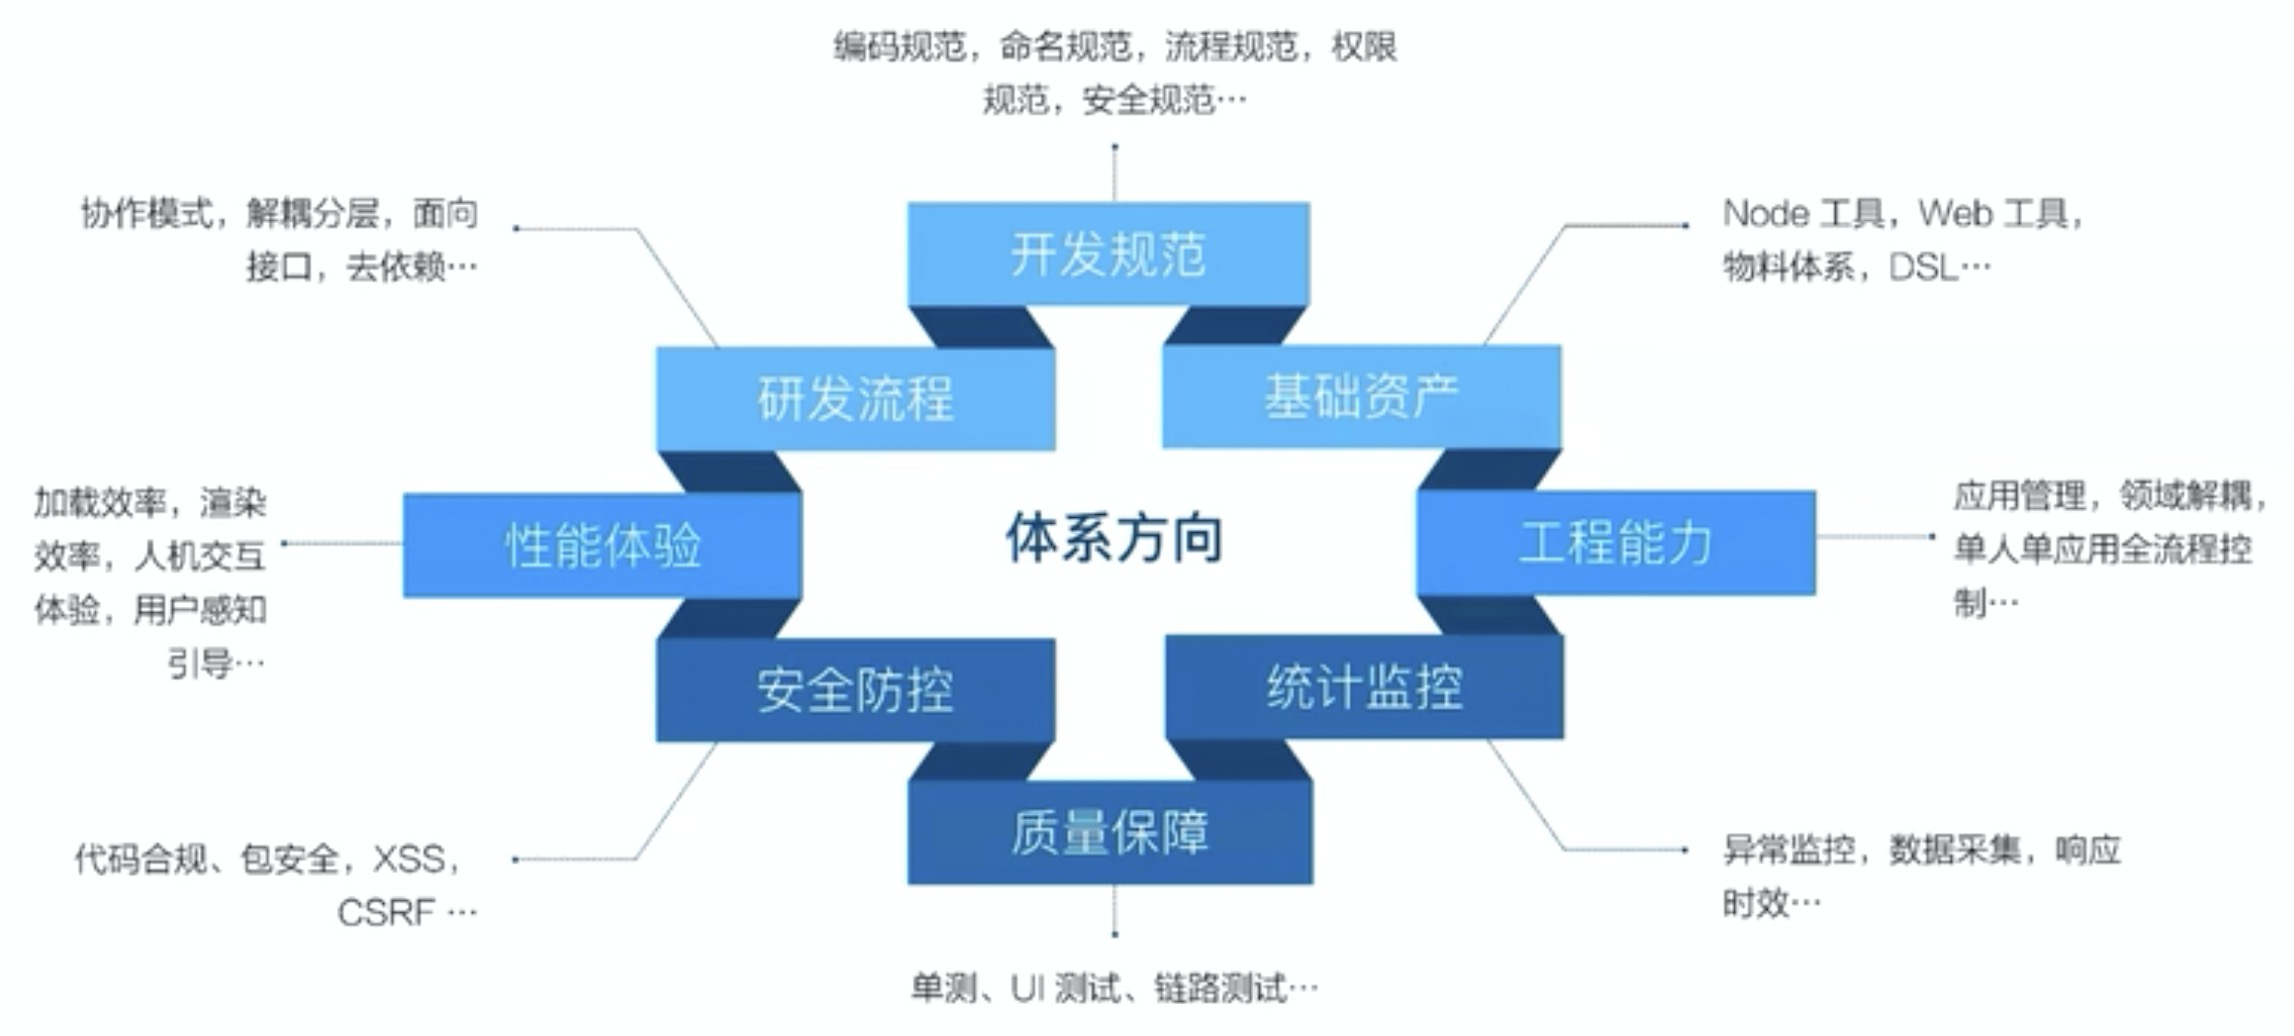 编码规范，命名规范，流程规范，权限
规范，安全规范…
协作模式，解耦分层，面向
接口，去依赖…
Node 工具，Web 工具，
物料体系，DSL…
开发规范
研发流程
基础资产
加载效率，渲染
效率，人机交互
体验，用户感知
引导…
性能体验
体系方向
工程能力
应用管理，领域解耦，
单人单应用全流程控
制…
安全防控
统计监控
质量保障
代码合规、包安全，XSS，
CSRF …
异常监控，数据采集，响应
时效…
单测、UI 测试、链路测试…